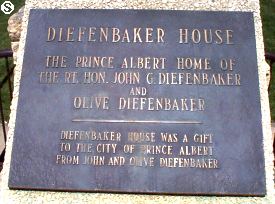 S
DIEFENBAKER HOUSE
THE PRINCE ALBERT HOME OF
THE RT. HON. JOHN G. DIEFENBAKER
AND
OLIVE DIEFENBAKER
DIEFENBAKER HOUSE WAS A GIFT
TO THE CITY OF PRINCE ALBERT
FROM JOHN AND OLIVE DIEFENBAKER